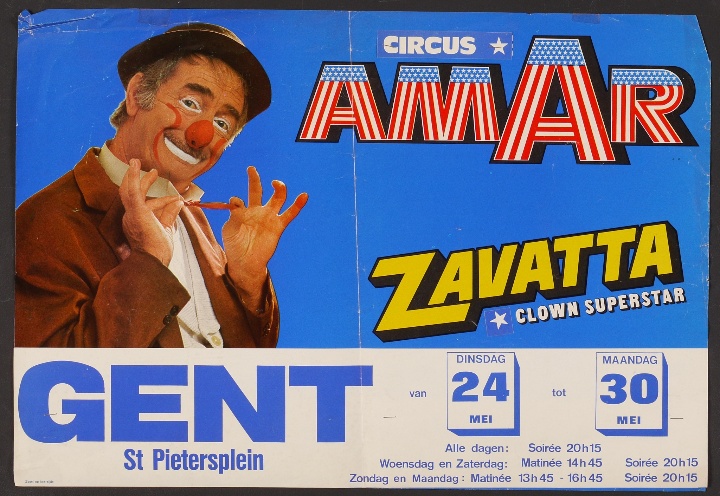 CIRCUS
AMAR
ZAVATTA
CLOWN SUPERSTAR
GENT
St Pietersplein
van
DINSDAG
24
MEI
tot
MAANDAG
30
MEI
Alle dagen: Soirée 20h15
Woensdag en Zaterdag: Matinée 14h45 Soirée 20h15
Zondag en Maandag: Matinée 13h45 - 16h45 Soirée 20h15